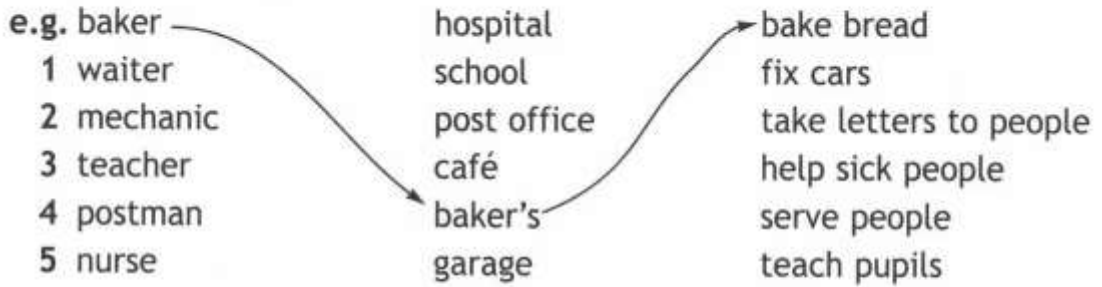 e.g. baker hospital bake bread
1 waiter school fix cars
2 mechanic post office take letters to people
3 teacher café help sick people
4 postman baker's serve people
5 nurse garage teach pupils